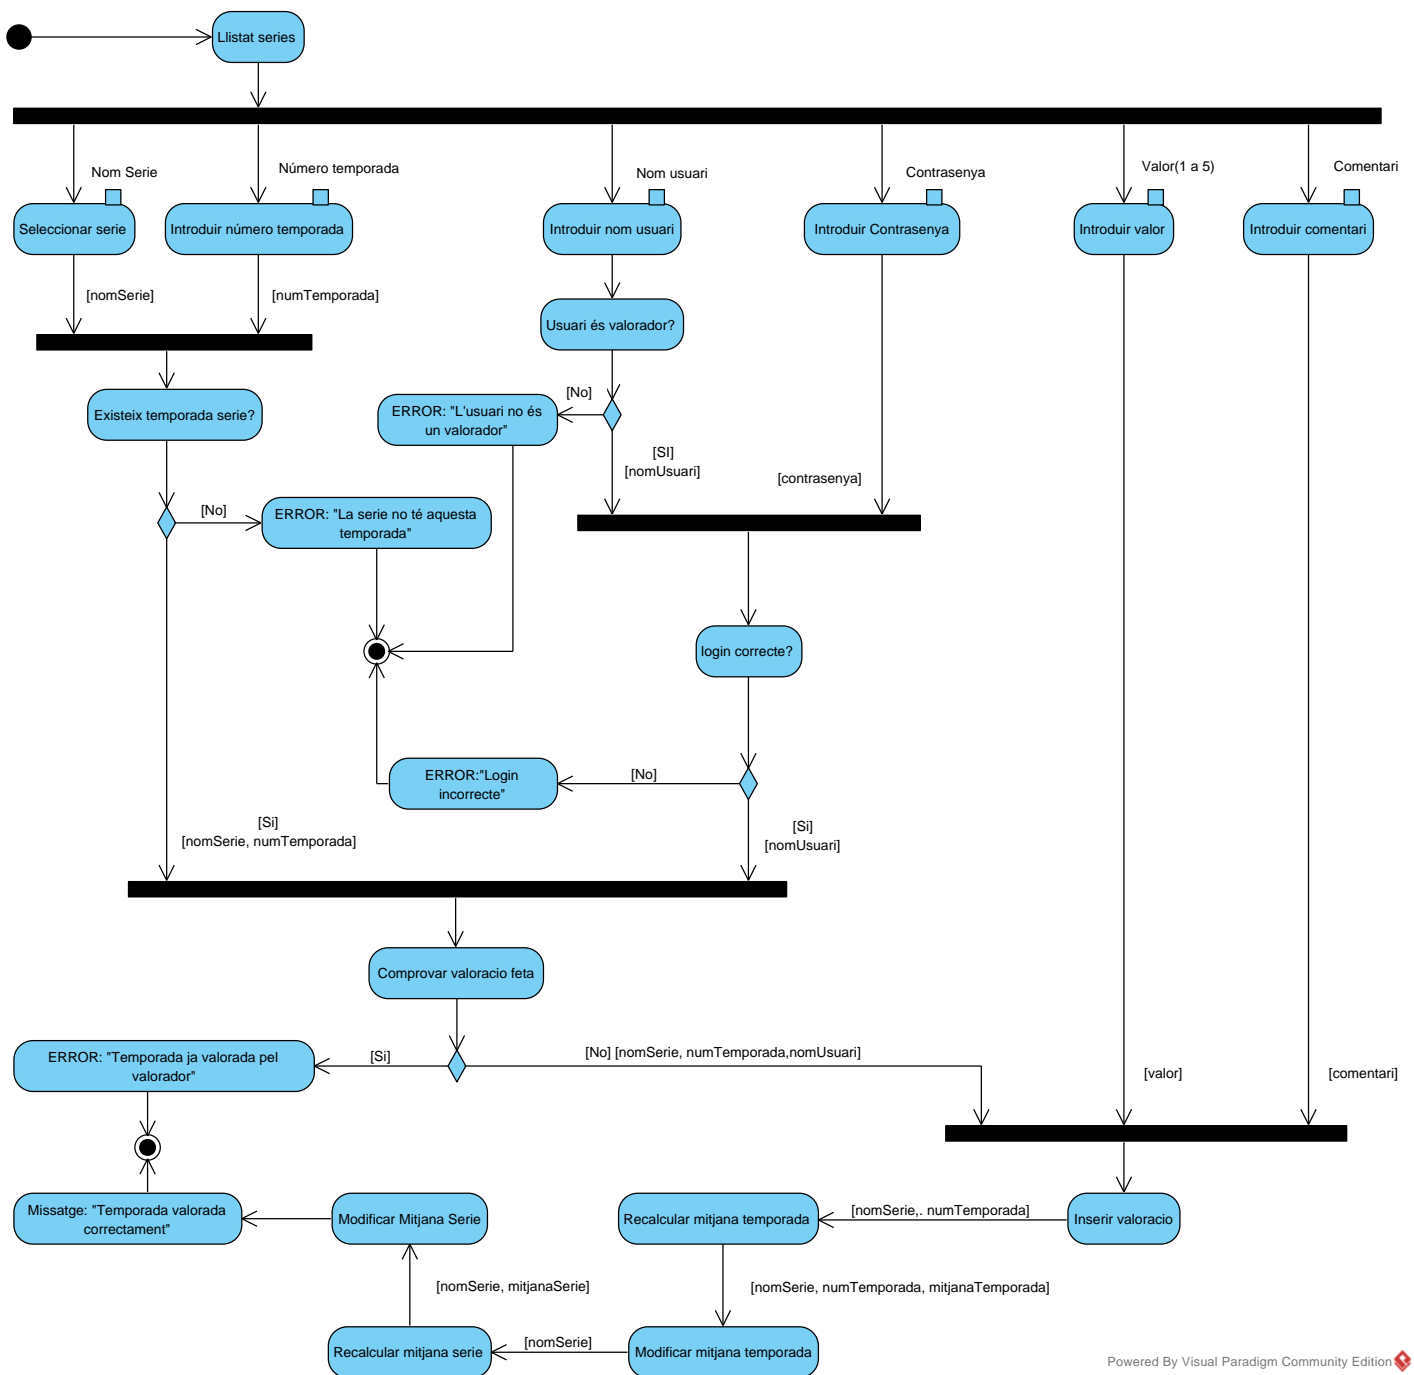 Llistat series
Nom Serie
Número temporada
Nom usuari
Contrasenya
Valor(1 a 5)
Comentari
Seleccionar serie
Introduir número temporada
Introduir nom usuari
Introduir Contrasenya
Introduir valor
Introduir comentari
[nomSerie]
[numTemporada]
Usuari és valorador?
Existeix temporada serie?
[No]
ERROR: "L'usuari no és
un valorador"
[SI]
[nomUsuari]
[contrasenya]
[No]
ERROR: "La serie no té aquesta
temporada"
login correcte?
[No]
ERROR:"Login
incorrecte"
[Si]
[nomSerie, numTemporada]
[Si]
[nomUsuari]
Comprovar valoracio feta
ERROR: "Temporada ja valorada pel
valorador"
[Si]
[No] [nomSerie, numTemporada,nomUsuari]
[valor]
[comentari]
Missatge: "Temporada valorada
correctament"
Modificar Mitjana Serie
Recalcular mitjana temporada
[nomSerie,. numTemporada]
Inserir valoracio
[nomSerie, mitjanaSerie]
[nomSerie, numTemporada, mitjanaTemporada]
Recalcular mitjana serie
[nomSerie]
Modificar mitjana temporada
Powered By Visual Paradigm Community Edition